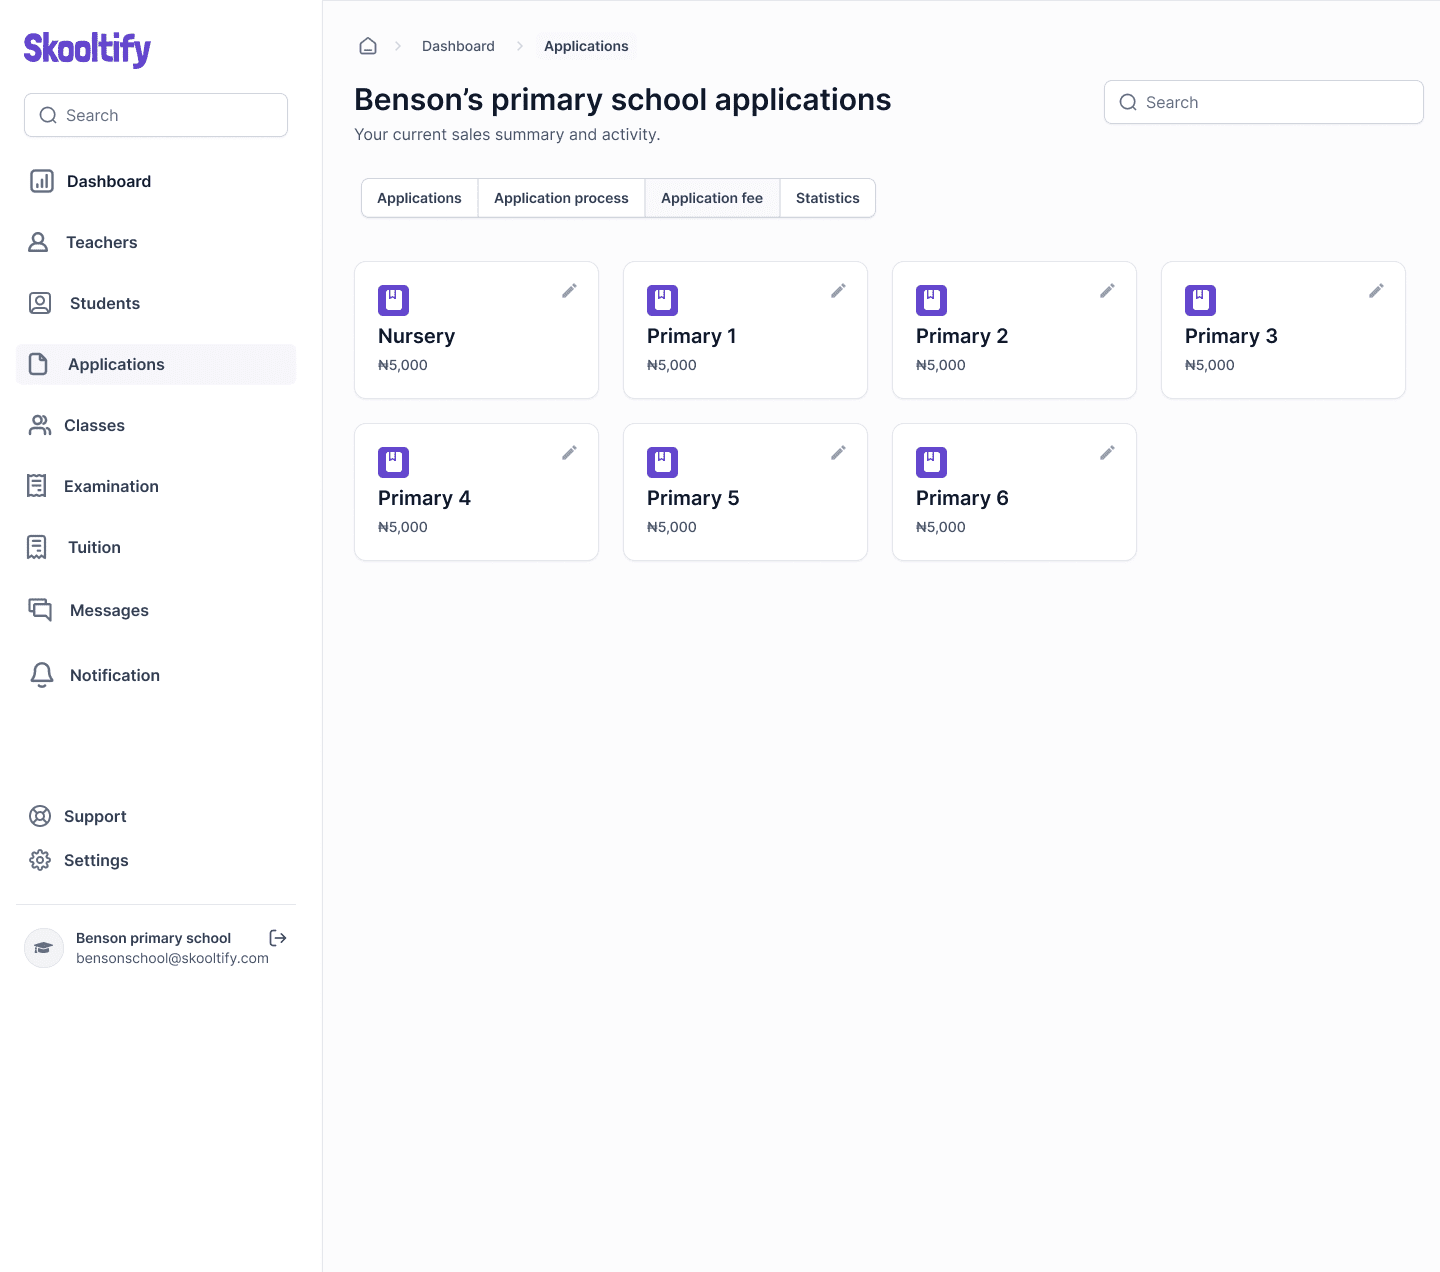 Skooltify
Search
Dashboard
Teachers
Students
Applications
Classes
Examination
Tuition
Messages
Notification
Support
Settings
Benson primary school
bensonschool@skooltify.com
Dashboard
Applications
Benson’s primary school applications
Your current sales summary and activity.
Search
Applications
Application process
Application fee
Statistics
Nursery
₦5,000
Primary 1
₦5,000
Primary 2
₦5,000
Primary 3
₦5,000
Primary 4
₦5,000
Primary 5
₦5,000
Primary 6
₦5,000